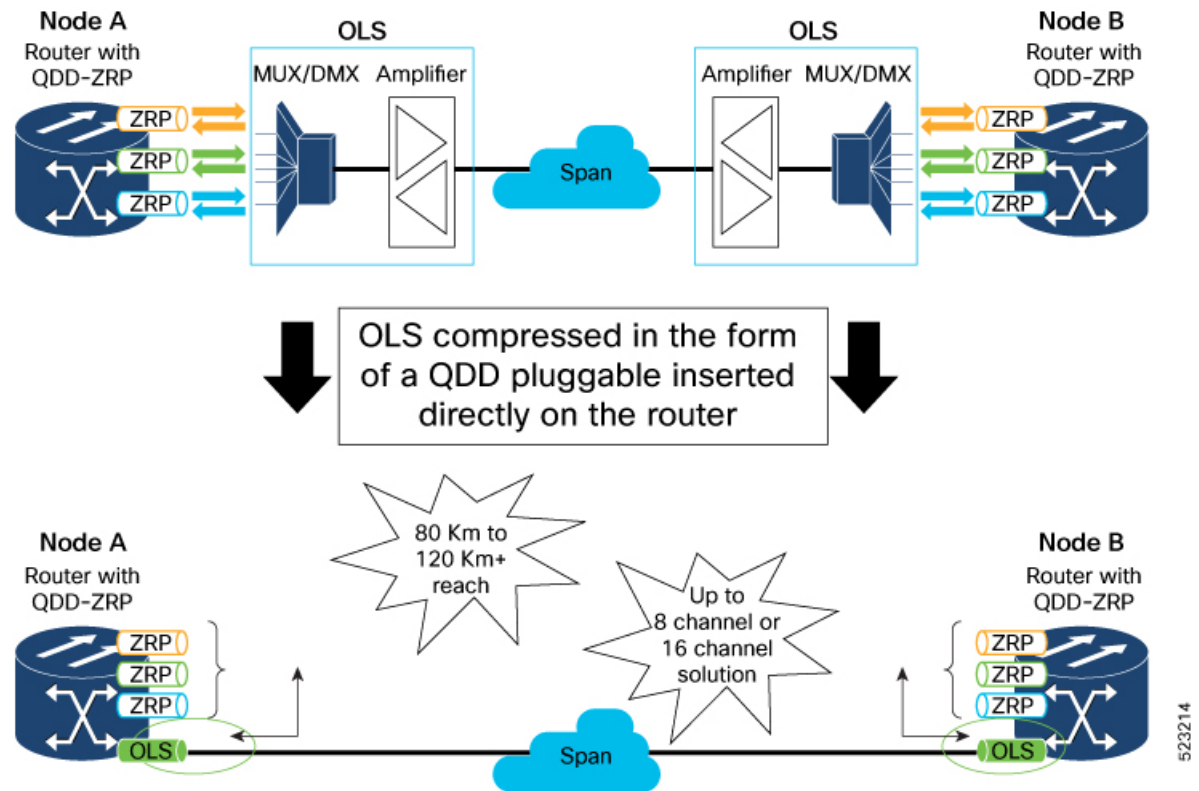 Node A
Router with
QDD-ZRP
OLS
MUX/DMX
Amplifier
ZRP
ZRP
ZRP
Span
OLS
Amplifier
MUX/DMX
Node B
Router with
QDD-ZRP
ZRP
ZRP
ZRP
OLS compressed in the form
of a QDD pluggable inserted
directly on the router
80 Km to
120 Km+
reach
Up to
8 channel or
16 channel
solution
Node A
Router with
QDD-ZRP
ZRP
ZRP
ZRP
OLS
Span
Node B
Router with
QDD-ZRP
ZRP
ZRP
ZRP
OLS
523214